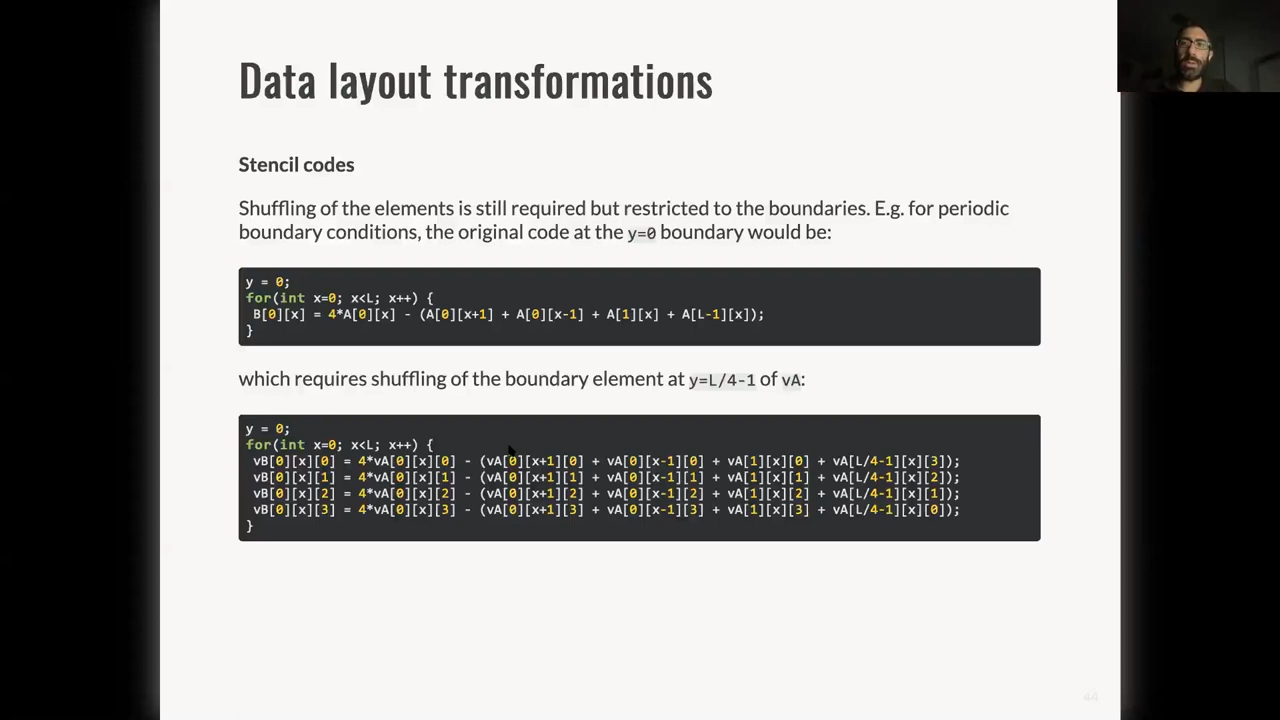 Data layout transformations
Stencil codes
Shuffling of the elements is still required but restricted to the boundaries. E.g. for periodic
boundary conditions, the original code at the y=0 boundary would be:
y = 0;
for(int x=0; x<L; x++) {
B[0][x] = 4*A[0][x] - (A[0][x+1] + A[0][x-1] + A[1][x] + A[L-1][x]);
}
which requires shuffling of the boundary element at y=L/4-1 of vA:
y = 0;
for(int x=0; x<L; x++) {
vB[0][x][0] = 4*vA[0][x][0] - (vA[0][x+1][0] + vA[0][x-1][0] + vA[1][x][0] + vA[L/4-1][x][3]);
vB[0][x][1] = 4*vA[0][x][1] - (vA[0][x+1][1] + vA[0][x-1][1] + vA[1][x][1] + vA[L/4-1][x][2]);
vB[0][x][2] = 4*vA[0][x][2] - (vA[0][x+1][2] + vA[0][x-1][2] + vA[1][x][2] + vA[L/4-1][x][1]);
vB[0][x][3] = 4*vA[0][x][3] - (vA[0][x+1][3] + vA[0][x-1][3] + vA[1][x][3] + vA[L/4-1][x][0]);
}
44